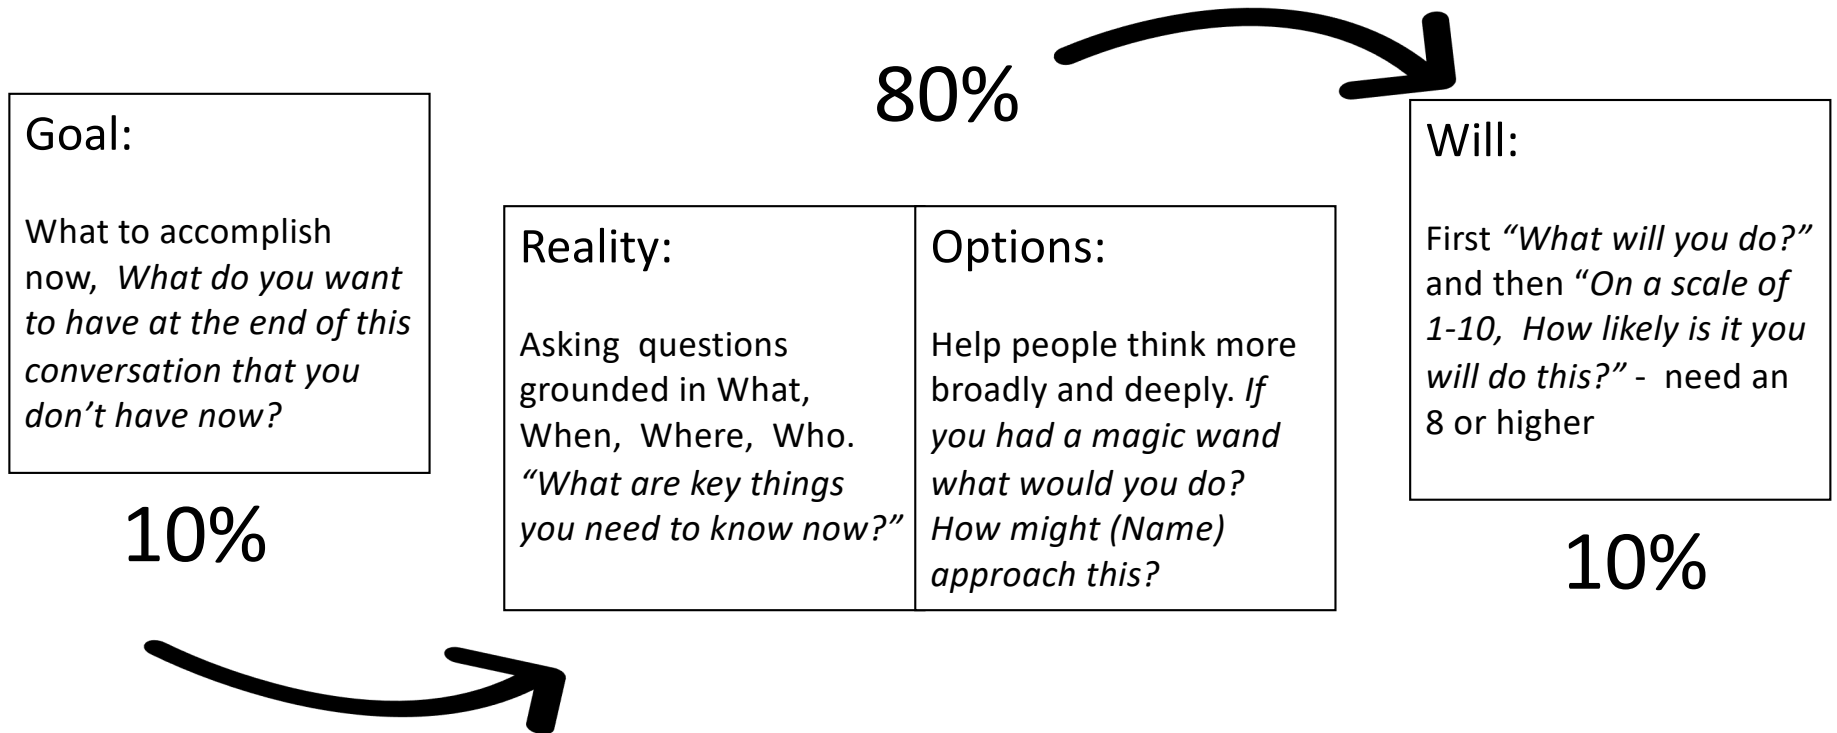 Goal:
What to accomplish
now, What do you want
to have at the end of this
conversation that you
don’t have now?
10%
80%
Reality:
Asking questions
grounded in What,
When, Where, Who.
“What are key things
you need to know now?”
Options:
Help people think more
broadly and deeply. If
you had a magic wand
what would you do?
How might (Name)
approach this?
Will:
First “What will you do?”
and then “On a scale of
1-10, How likely is it you
will do this?” - need an
8 or higher
10%